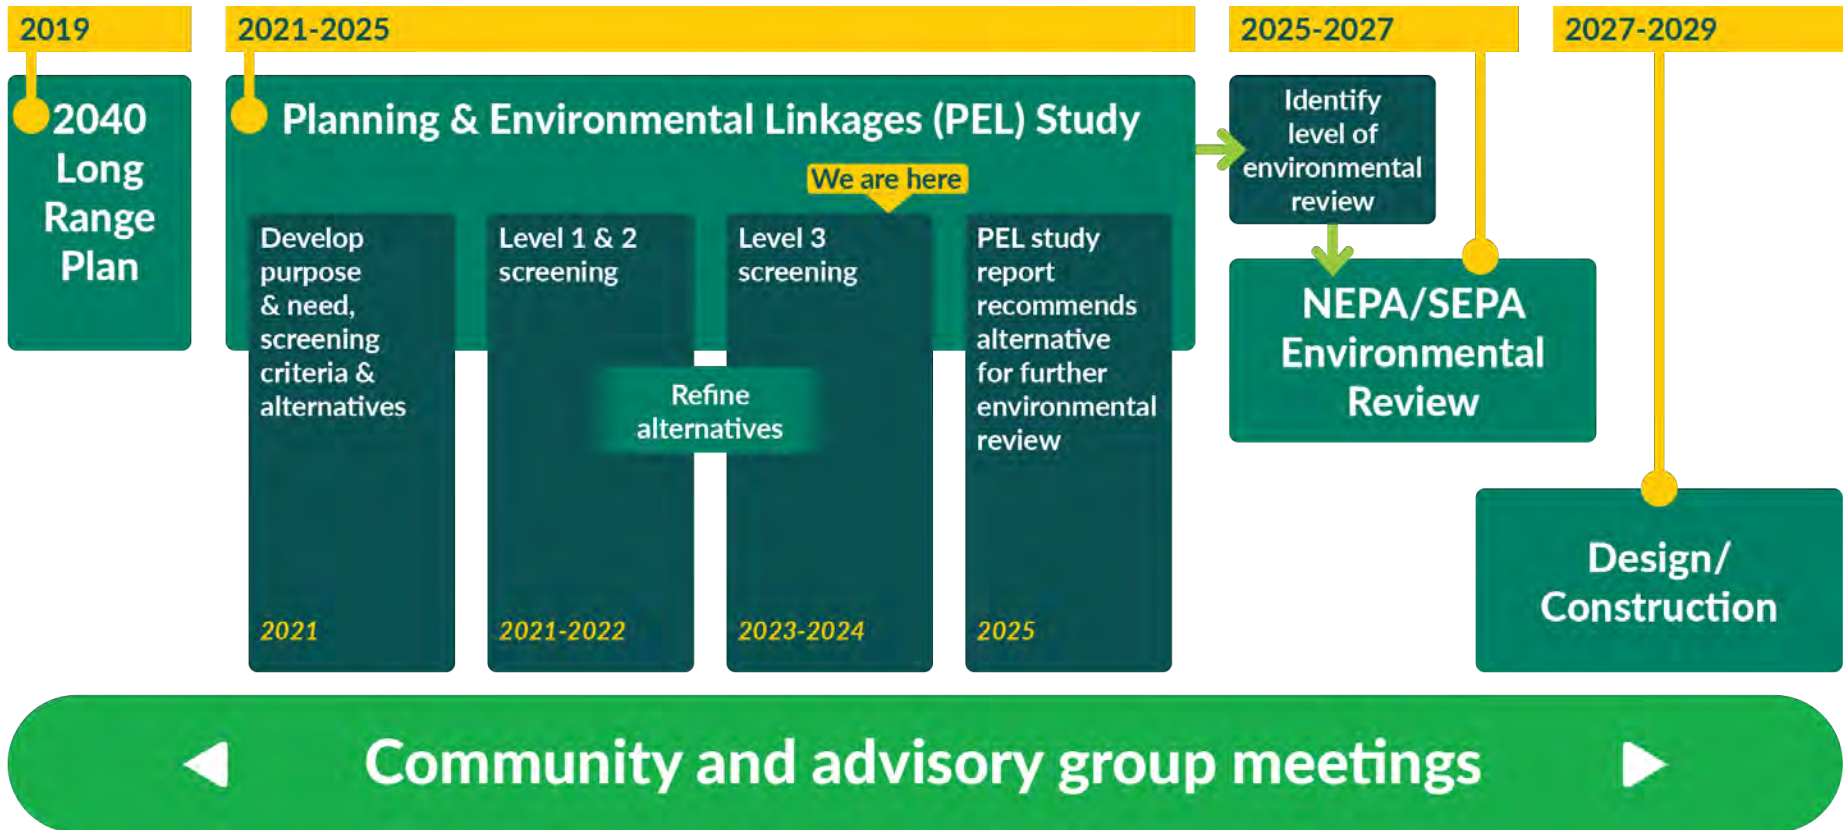 2019
2040
Long
Range
Plan
2021-2025
Planning & Environmental Linkages (PEL) Study
We are here
Develop
purpose
& need,
screening
criteria &
alternatives
2021
Level 1 & 2
screening
2021-2022
Refine
alternatives
Level 3
screening
2023-2024
PEL study
report
recommends
alternative
for further
environmental
review
2025
2025-2027
Identify
level of
environmental
review
NEPA/SEPA
Environmental
Review
2027-2029
Design/
Construction
Community and advisory group meetings